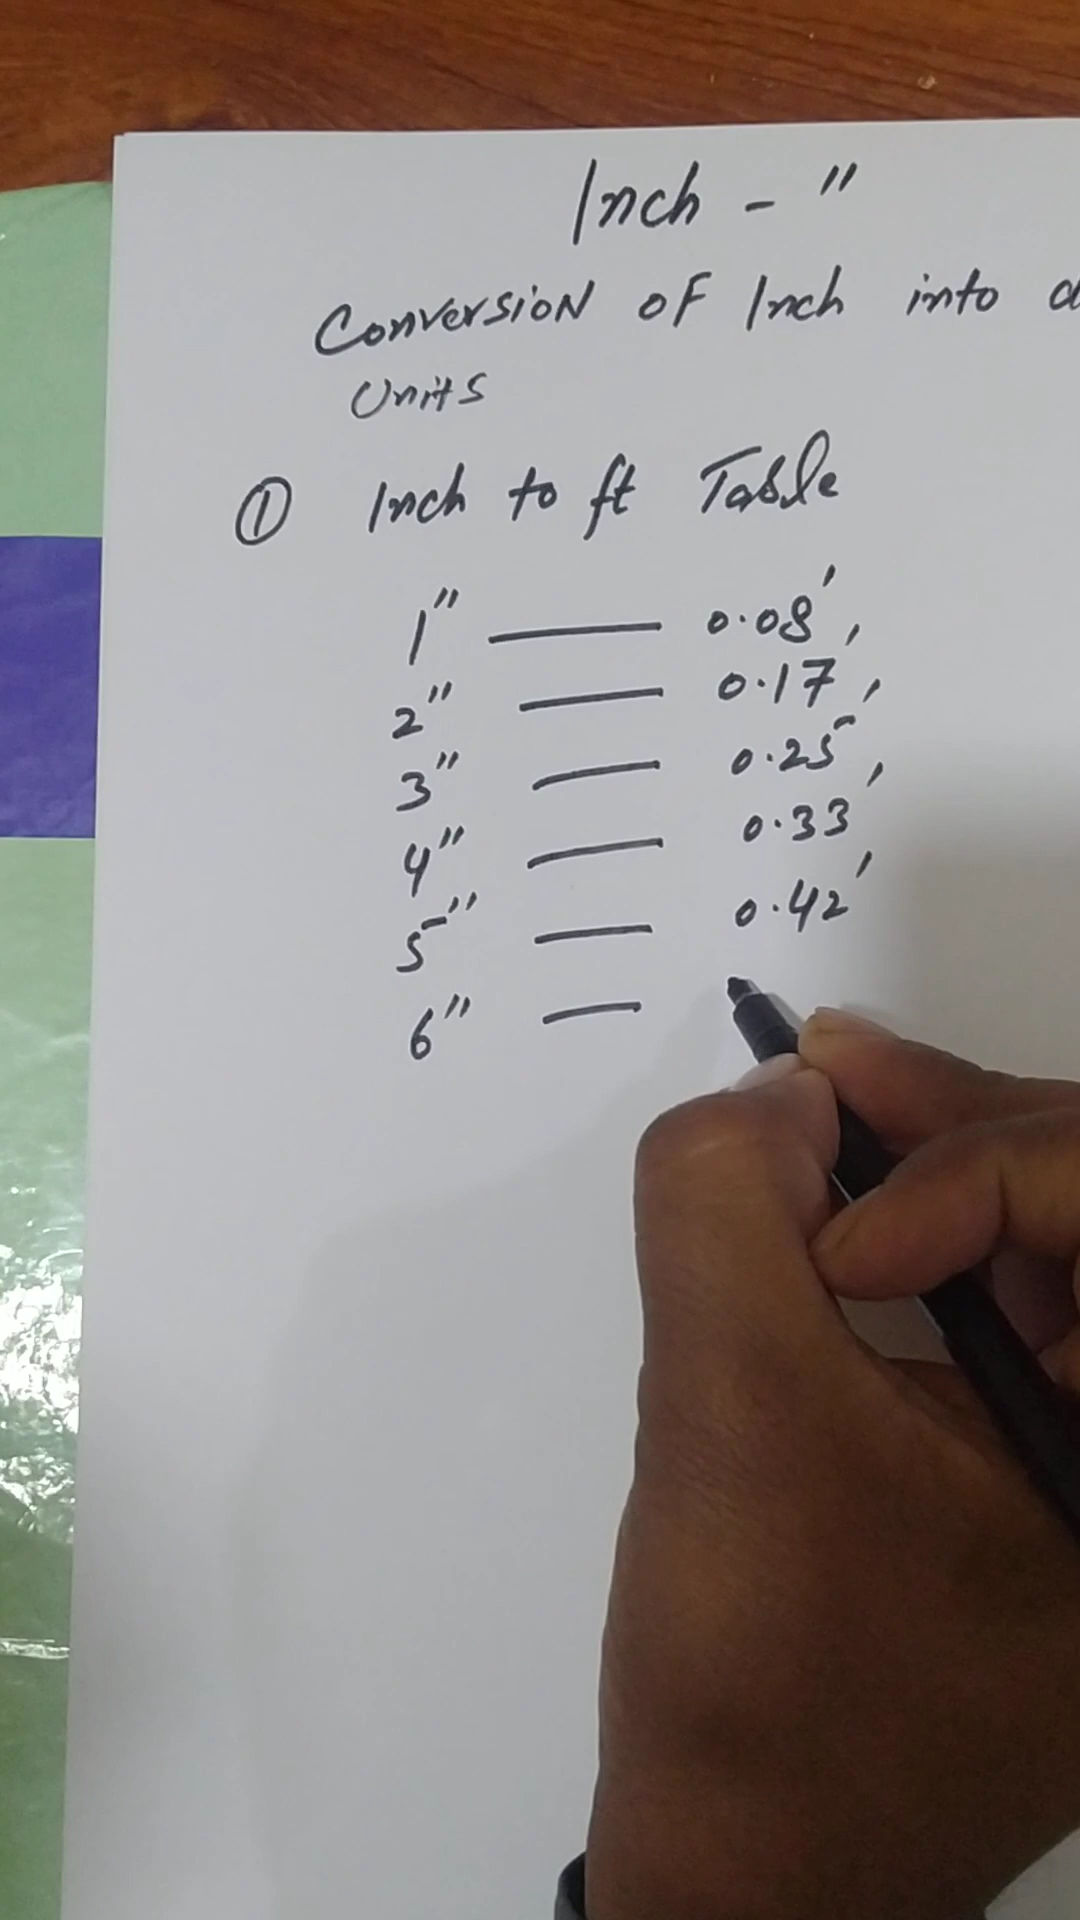 Inch - "
Conversion of Inch into
Units
① Inch to ft Table
1" — 0.08'
2" — 0.17'
3" — 0.25'
4" — 0.33'
5" — 0.42'
6" —